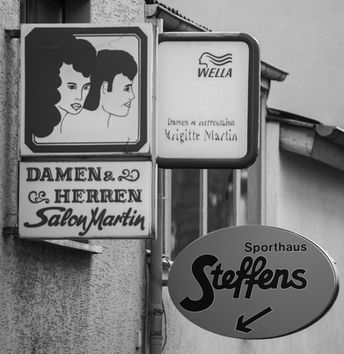 DAMEN &
HERREN
Salon Martin
WELLA
Damen & Herrensalon
Brigitte Martin
Sporthaus
Steffens